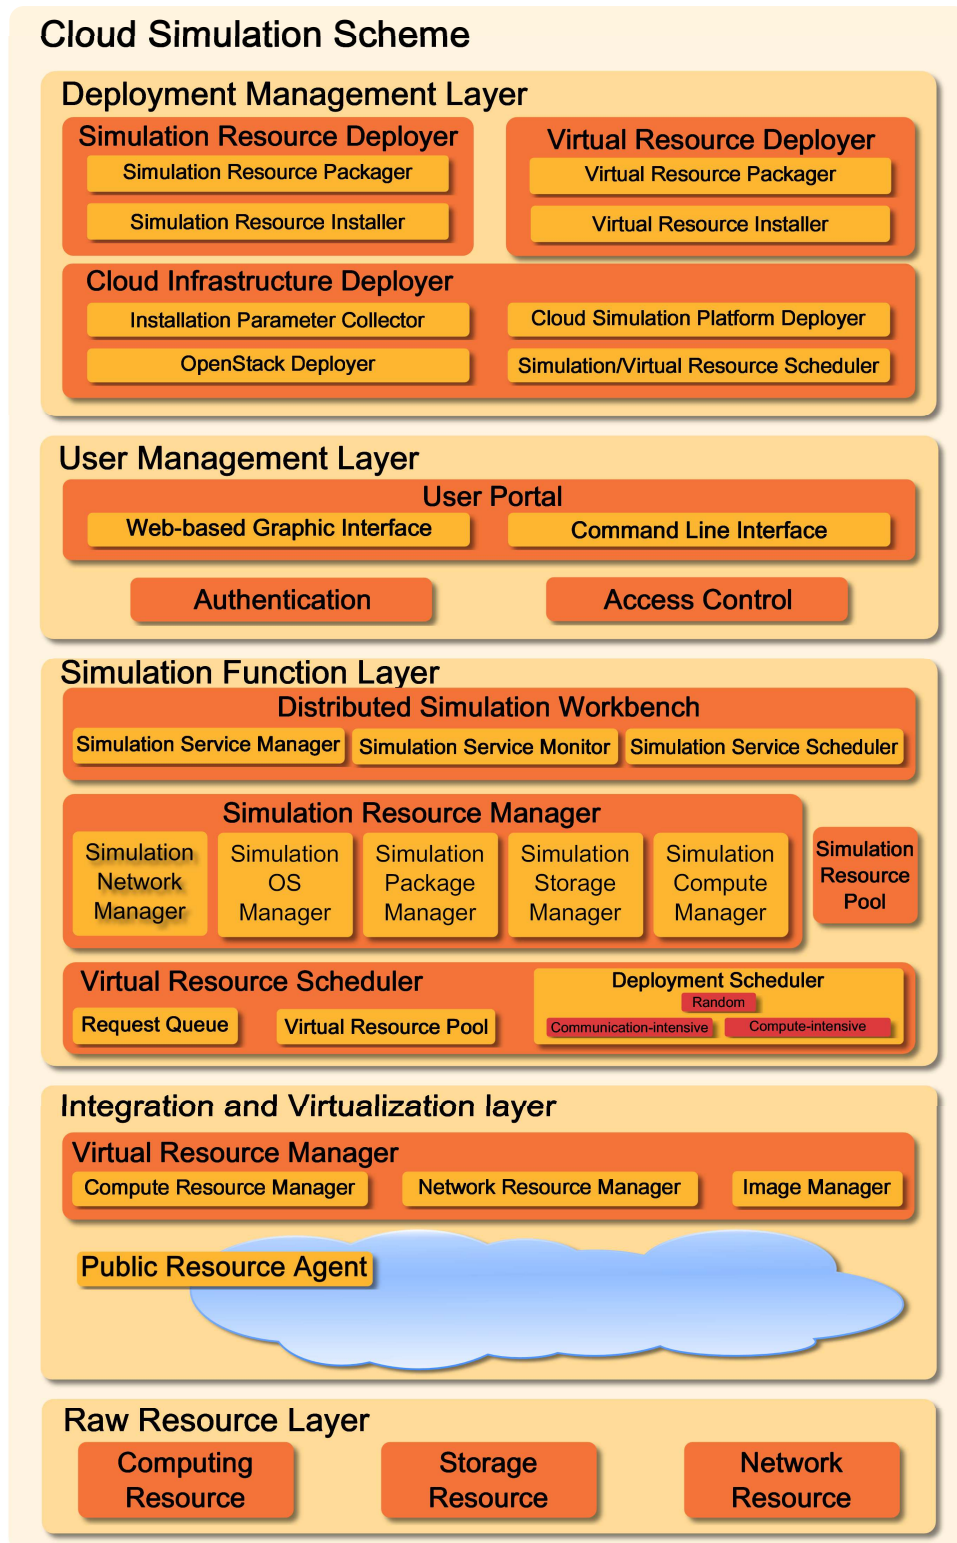 Cloud Simulation Scheme
Deployment Management Layer
Simulation Resource Deployer
Simulation Resource Packager
Simulation Resource Installer
Virtual Resource Deployer
Virtual Resource Packager
Virtual Resource Installer
Cloud Infrastructure Deployer
Installation Parameter Collector
Cloud Simulation Platform Deployer
OpenStack Deployer
Simulation/Virtual Resource Scheduler
User Management Layer
User Portal
Web-based Graphic Interface
Command Line Interface
Authentication
Access Control
Simulation Function Layer
Distributed Simulation Workbench
Simulation Service Manager
Simulation Service Monitor
Simulation Service Scheduler
Simulation Resource Manager
Simulation
Network
Manager
Simulation
OS
Manager
Simulation
Package
Manager
Simulation
Storage
Manager
Simulation
Compute
Manager
Simulation
Resource
Pool
Virtual Resource Scheduler
Request Queue
Virtual Resource Pool
Deployment Scheduler
Random
Communication-intensive
Compute-intensive
Integration and Virtualization layer
Virtual Resource Manager
Compute Resource Manager
Network Resource Manager
Image Manager
Public Resource Agent
Raw Resource Layer
Computing
Resource
Storage
Resource
Network
Resource